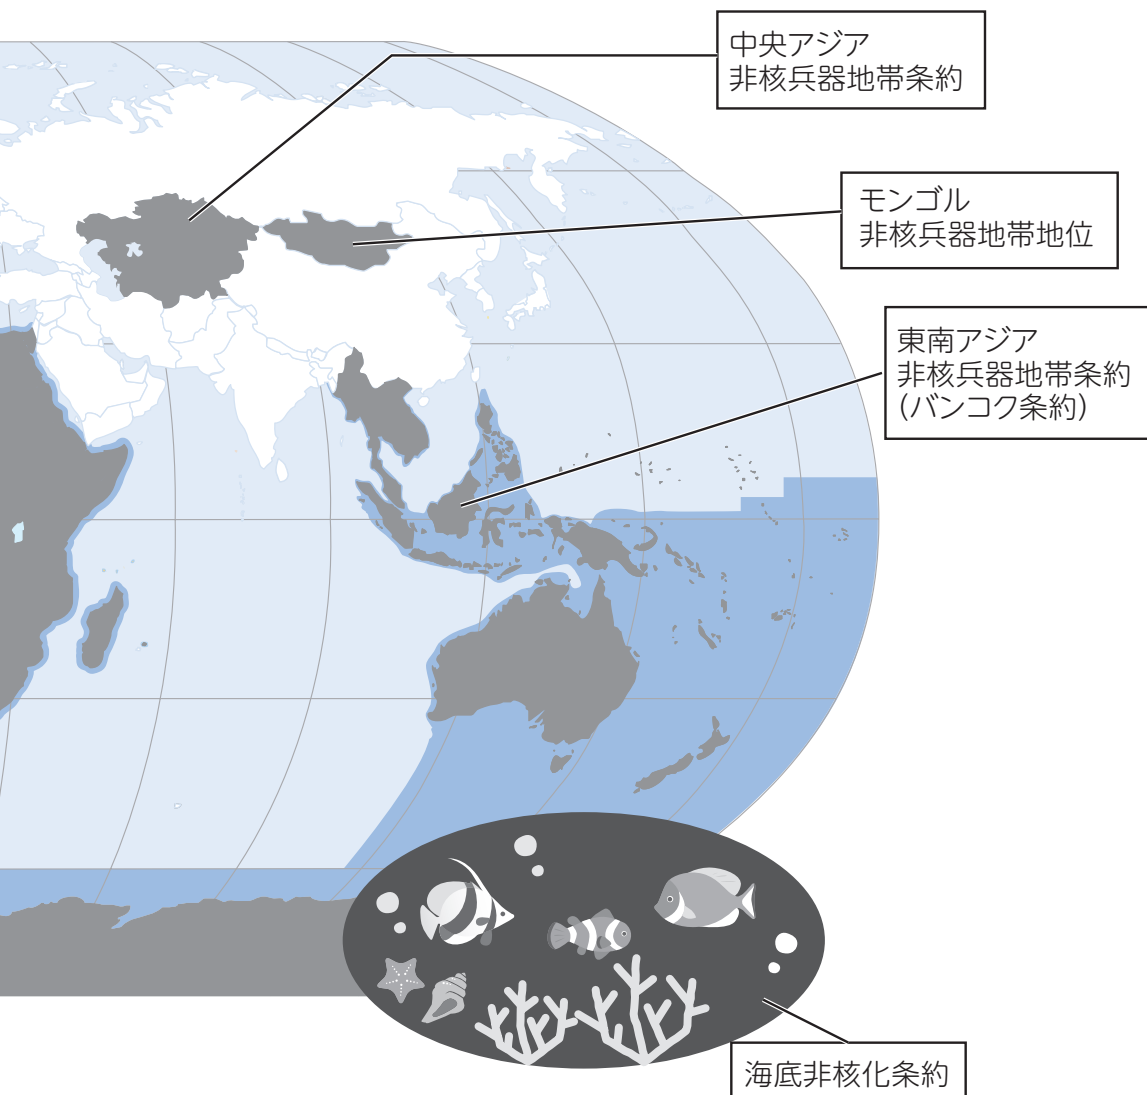 中央アジア
非核兵器地帯条約
モンゴル
非核兵器地帯地位
東南アジア
非核兵器地帯条約
(バンコク条約)
海底非核化条約